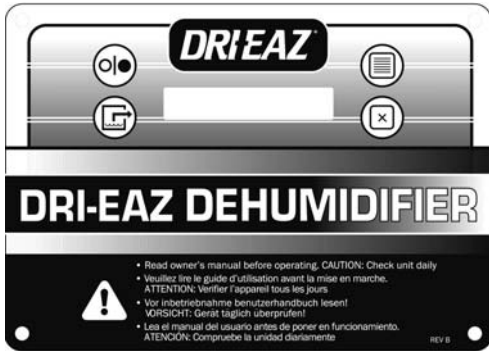 DRI-EAZ
DRI-EAZ DEHUMIDIFIER
• Read owner's manual before operating. CAUTION: Check unit daily
• Veuillez lire le guide d'utilisation avant la mise en marche.
ATTENTION: Verifier l'appareil tous les jours
• Vor inbetriebnahme benutzerhandbuch lesen!
VORSICHT: Gerät täglich überprüfen!
• Lea el manual del usuario antes de poner en funcionamiento.
ATENCIÓN: Compruebe la unidad diariamente
REV B